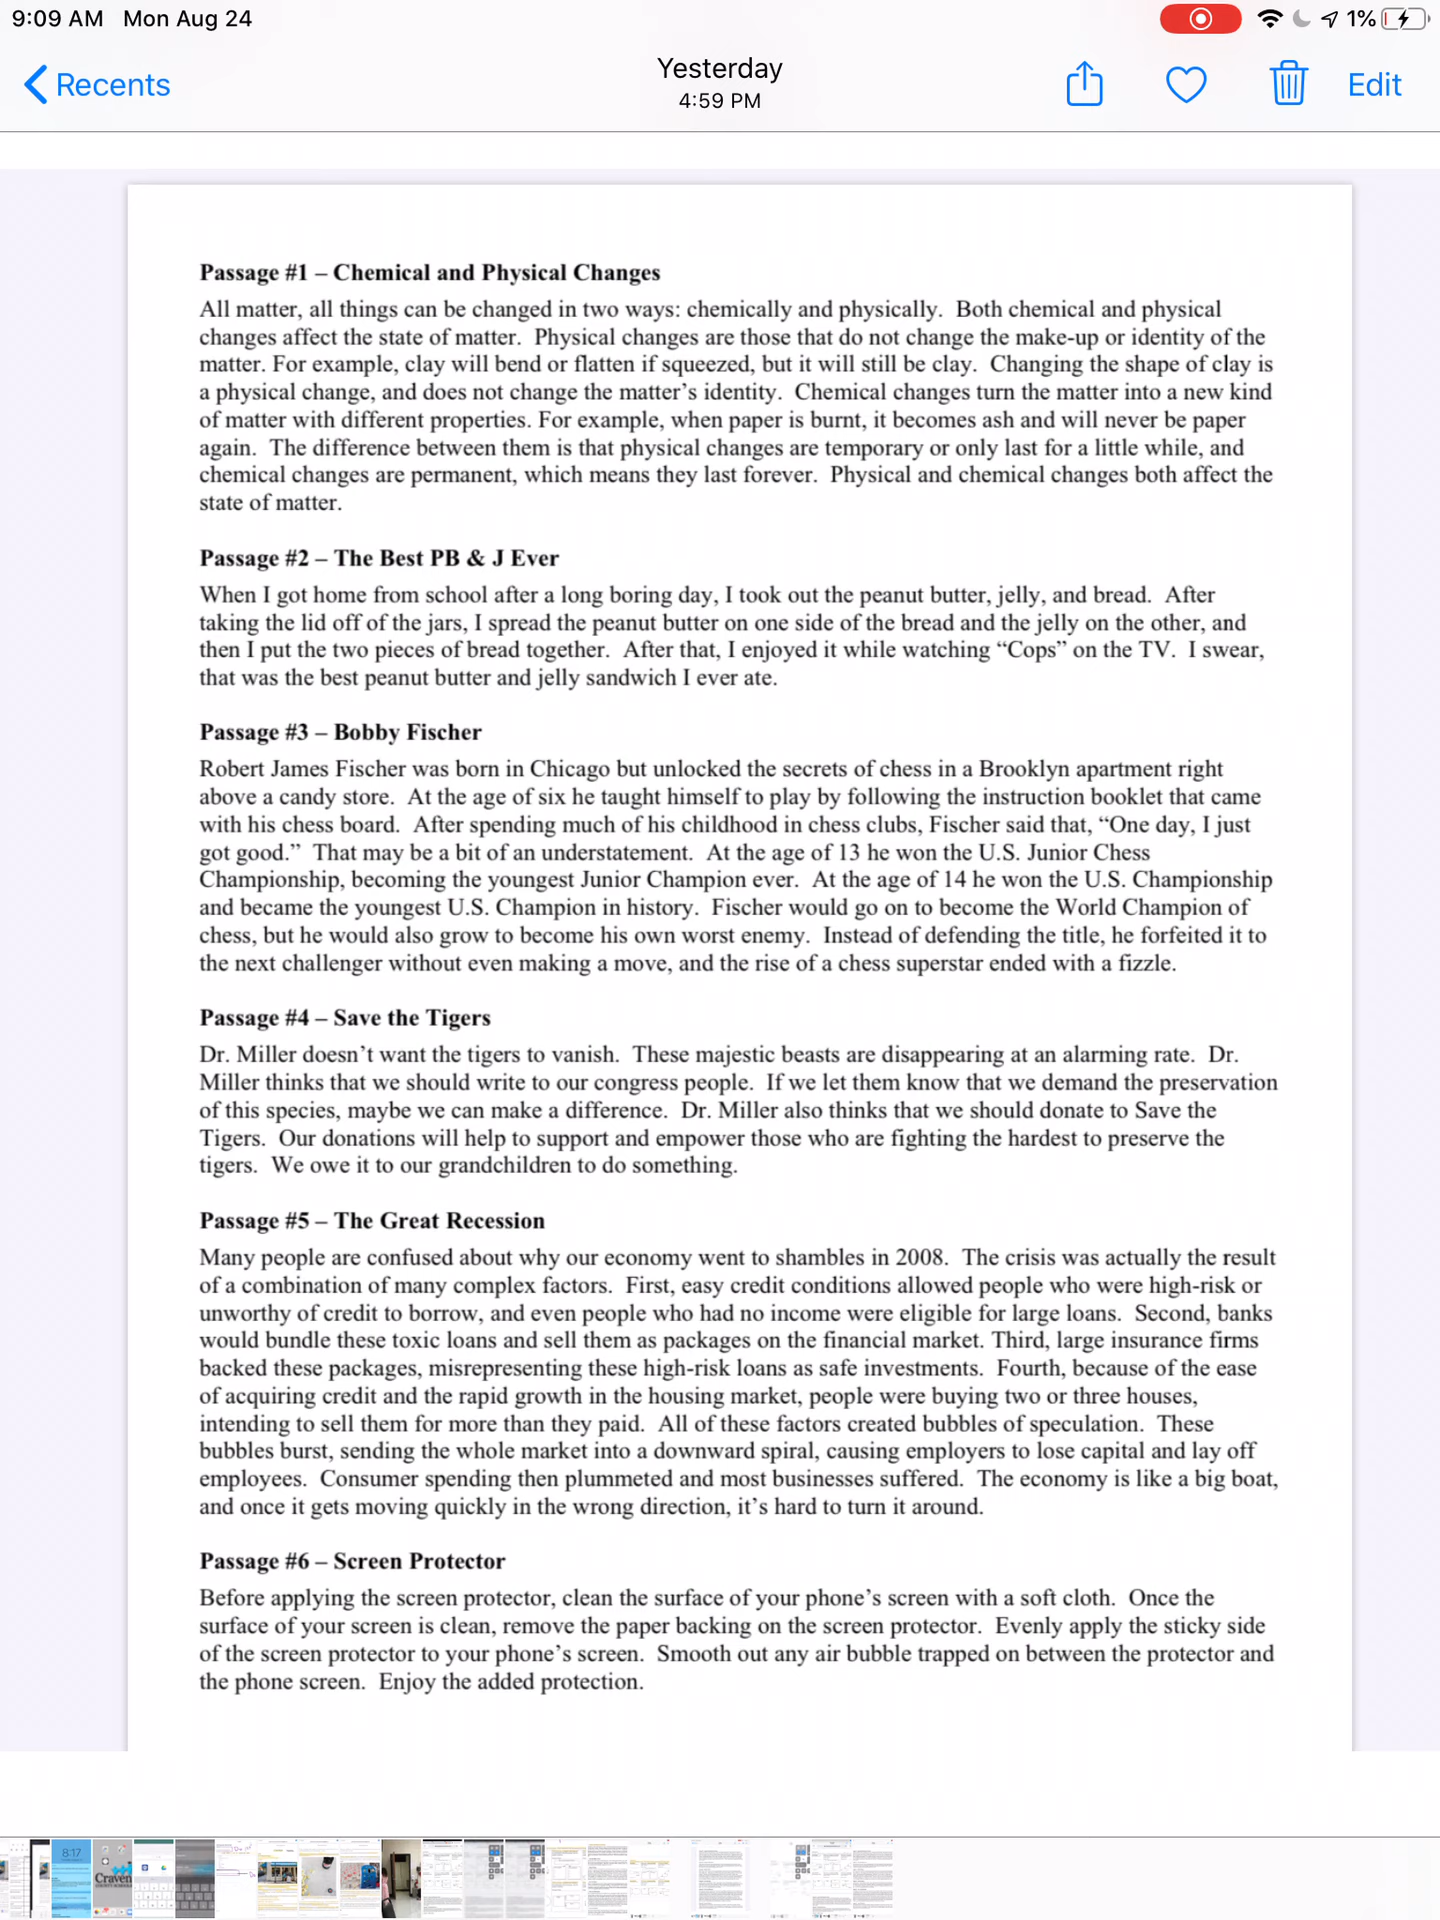 9:09 AM Mon Aug 24
1%
Recents
Yesterday
4:59 PM
Edit
Passage #1 – Chemical and Physical Changes
All matter, all things can be changed in two ways: chemically and physically. Both chemical and physical
changes affect the state of matter. Physical changes are those that do not change the make-up or identity of the
matter. For example, clay will bend or flatten if squeezed, but it will still be clay. Changing the shape of clay is
a physical change, and does not change the matter’s identity. Chemical changes turn the matter into a new kind
of matter with different properties. For example, when paper is burnt, it becomes ash and will never be paper
again. The difference between them is that physical changes are temporary or only last for a little while, and
chemical changes are permanent, which means they last forever. Physical and chemical changes both affect the
state of matter.
Passage #2 – The Best PB & J Ever
When I got home from school after a long boring day, I took out the peanut butter, jelly, and bread. After
taking the lid off of the jars, I spread the peanut butter on one side of the bread and the jelly on the other, and
then I put the two pieces of bread together. After that, I enjoyed it while watching “Cops” on the TV. I swear,
that was the best peanut butter and jelly sandwich I ever ate.
Passage #3 – Bobby Fischer
Robert James Fischer was born in Chicago but unlocked the secrets of chess in a Brooklyn apartment right
above a candy store. At the age of six he taught himself to play by following the instruction booklet that came
with his chess board. After spending much of his childhood in chess clubs, Fischer said that, “One day, I just
got good.” That may be a bit of an understatement. At the age of 13 he won the U.S. Junior Chess
Championship, becoming the youngest Junior Champion ever. At the age of 14 he won the U.S. Championship
and became the youngest U.S. Champion in history. Fischer would go on to become the World Champion of
chess, but he would also grow to become his own worst enemy. Instead of defending the title, he forfeited it to
the next challenger without even making a move, and the rise of a chess superstar ended with a fizzle.
Passage #4 – Save the Tigers
Dr. Miller doesn’t want the tigers to vanish. These majestic beasts are disappearing at an alarming rate. Dr.
Miller thinks that we should write to our congress people. If we let them know that we demand the preservation
of this species, maybe we can make a difference. Dr. Miller also thinks that we should donate to Save the
Tigers. Our donations will help to support and empower those who are fighting the hardest to preserve the
tigers. We owe it to our grandchildren to do something.
Passage #5 – The Great Recession
Many people are confused about why our economy went to shambles in 2008. The crisis was actually the result
of a combination of many complex factors. First, easy credit conditions allowed people who were high-risk or
unworthy of credit to borrow, and even people who had no income were eligible for large loans. Second, banks
would bundle these toxic loans and sell them as packages on the financial market. Third, large insurance firms
backed these packages, misrepresenting these high-risk loans as safe investments. Fourth, because of the ease
of acquiring credit and the rapid growth in the housing market, people were buying two or three houses,
intending to sell them for more than they paid. All of these factors created bubbles of speculation. These
bubbles burst, sending the whole market into a downward spiral, causing employers to lose capital and lay off
employees. Consumer spending then plummeted and most businesses suffered. The economy is like a big boat,
and once it gets moving quickly in the wrong direction, it’s hard to turn it around.
Passage #6 – Screen Protector
Before applying the screen protector, clean the surface of your phone’s screen with a soft cloth. Once the
surface of your screen is clean, remove the paper backing on the screen protector. Evenly apply the sticky side
of the screen protector to your phone’s screen. Smooth out any air bubble trapped on between the protector and
the phone screen. Enjoy the added protection.
8:17
Craven